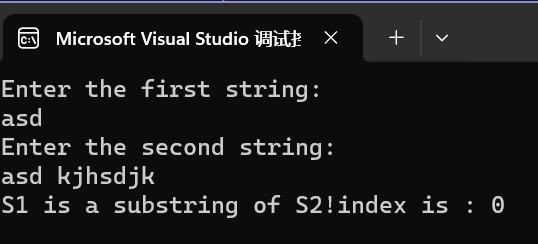 Microsoft Visual Studio 调试
Enter the first string:
asd
Enter the second string:
asd kjhsdjk
S1 is a substring of S2!index is : 0